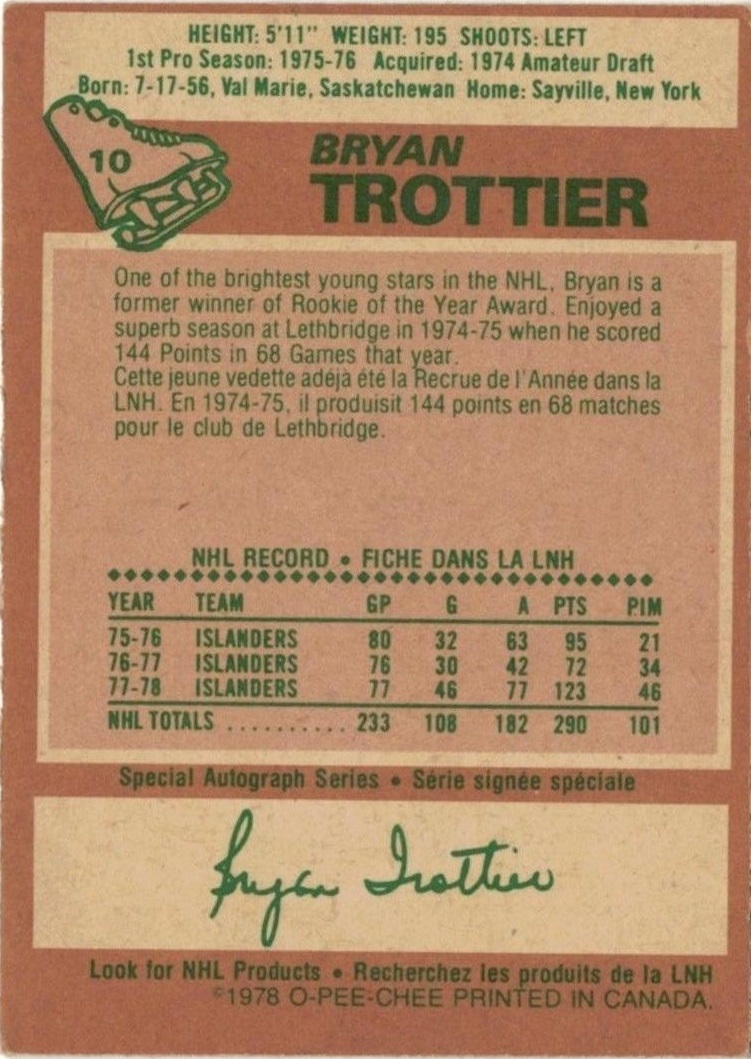 HEIGHT: 5'11" WEIGHT: 195 SHOOTS: LEFT
1st Pro Season: 1975-76 Acquired: 1974 Amateur Draft
Born: 7-17-56, Val Marie, Saskatchewan Home: Sayville, New York
10
BRYAN
TROTTIER
One of the brightest young stars in the NHL, Bryan is a
former winner of Rookie of the Year Award. Enjoyed a
superb season at Lethbridge in 1974-75 when he scored
144 Points in 68 Games that year.
Cette jeune vedette adéjà été la Recrue de l'Année dans la
LNH. En 1974-75, il produisit 144 points en 68 matches
pour le club de Lethbridge.
NHL RECORD • FICHE DANS LA LNH
YEAR TEAM GP G A PTS PIM
75-76 ISLANDERS 80 32 63 95 21
76-77 ISLANDERS 76 30 42 72 34
77-78 ISLANDERS 77 46 77 123 46
NHL TOTALS .......... 233 108 182 290 101
Special Autograph Series • Série signée spéciale
Bryan Trottier
Look for NHL Products • Recherchez les produits de la LNH
©1978 O-PEE-CHEE PRINTED IN CANADA.